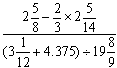 2 5/8 − 2/3 × 2 5/14
(3 1/12 + 4.375) ÷ 19 8/9